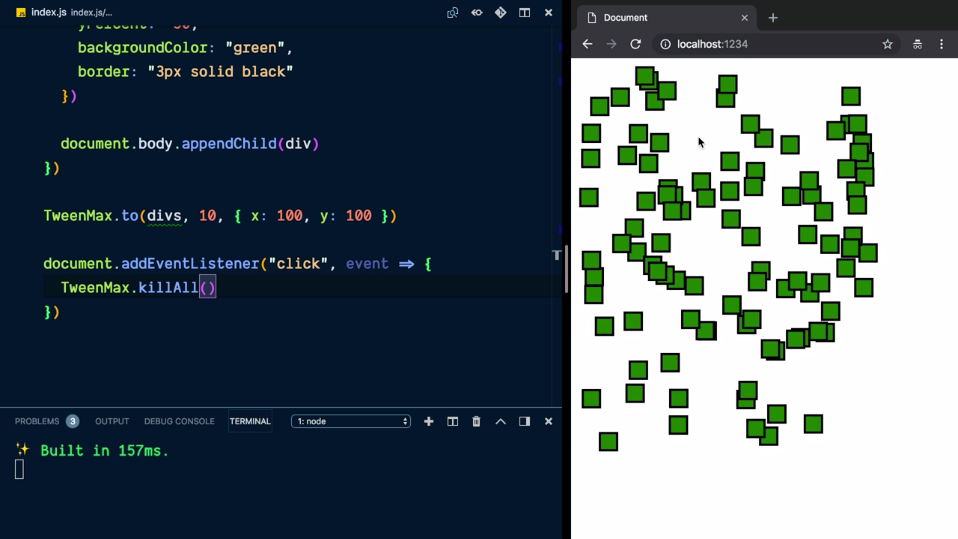 index.js index.js/...
Document
localhost:1234
backgroundColor: "green",
border: "3px solid black"
})
document.body.appendChild(div)
})
TweenMax.to(divs, 10, { x: 100, y: 100 })
document.addEventListener("click", event => {
TweenMax.killAll()
})
PROBLEMS 3 OUTPUT DEBUG CONSOLE TERMINAL 1: node
✨ Built in 157ms.